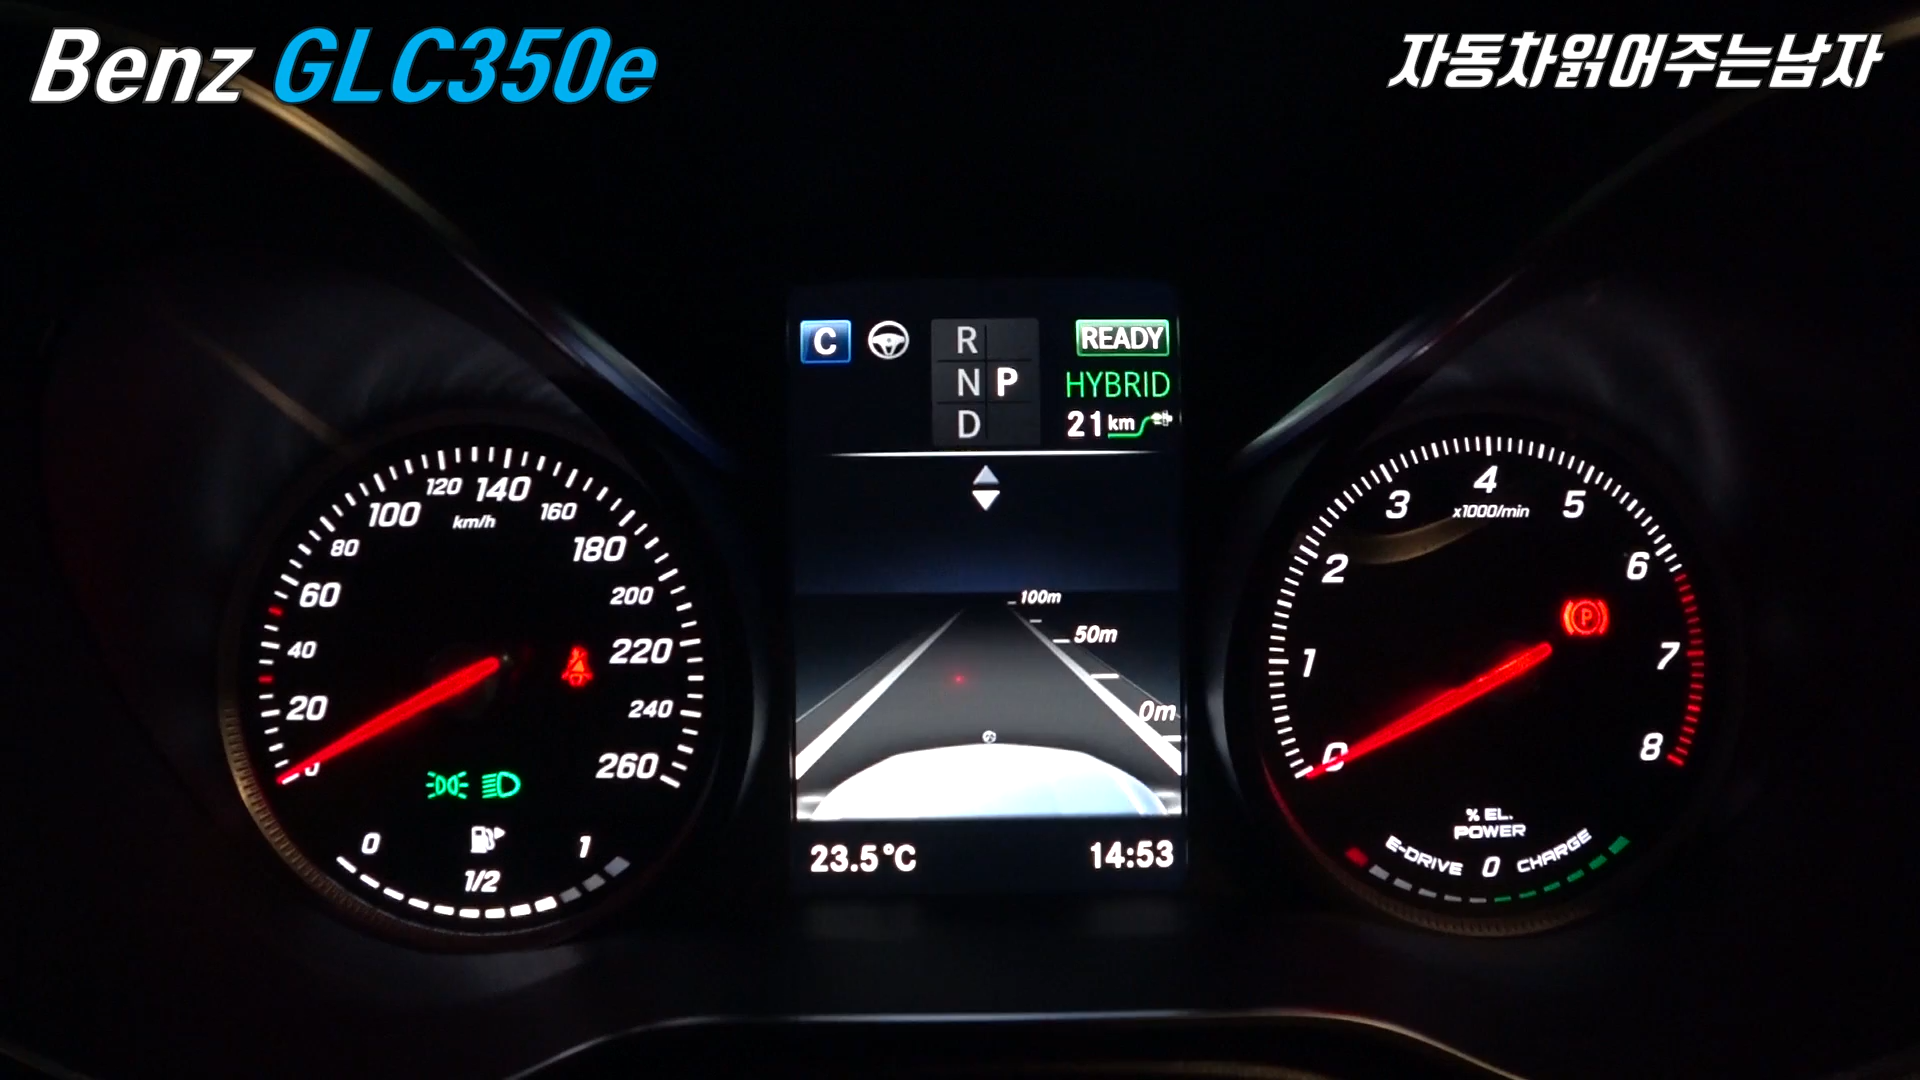 Benz GLC350e
자동차읽어주는남자
C
R
READY
N P
HYBRID
D
21 km
100m
50m
0m
23.5°C
14:53
0
20
40
60
80
100
120
140
160
180
200
220
240
260
km/h
0
1/2
1
0
1
2
3
4
5
6
7
8
x1000/min
P
% EL.
POWER
E-DRIVE 0 CHARGE